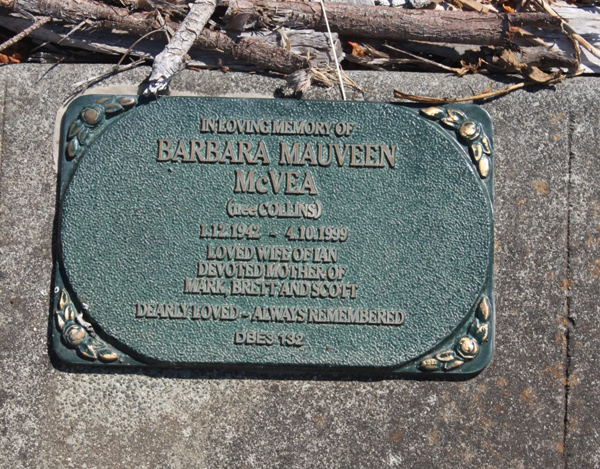 IN LOVING MEMORY OF
BARBARA MAUVEEN
McVEA
(nee COLLINS)
1.12.1942 - 4.10.1999
LOVED WIFE OF IAN
DEVOTED MOTHER OF
MARK, BRETT AND SCOTT
DEARLY LOVED - ALWAYS REMEMBERED
DBE3 132